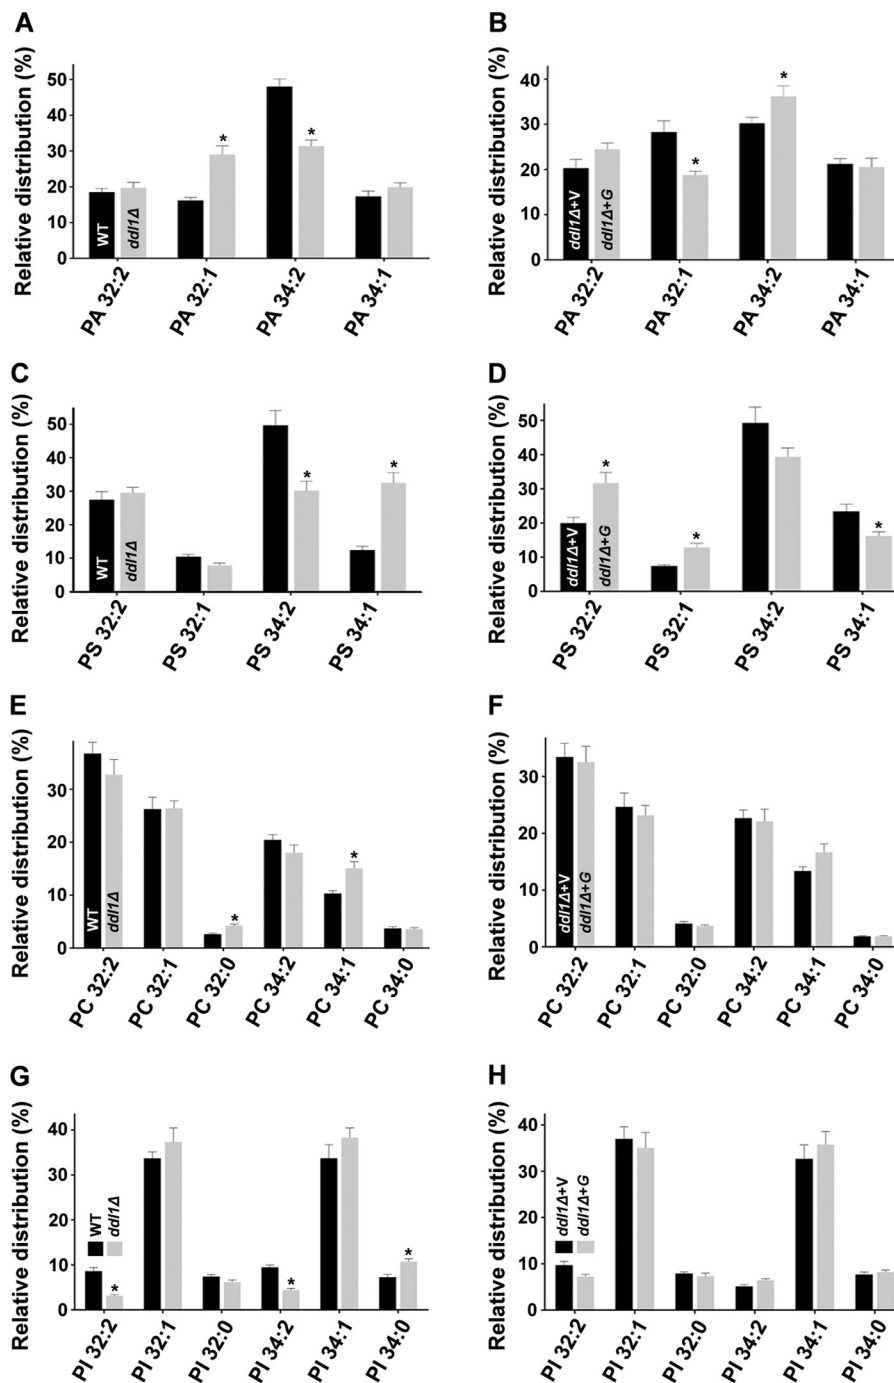 A
Relative distribution (%)
50
40
30
20
10
0
WT
ddl1Δ
*
*
PA 32:2
PA 32:1
PA 34:2
PA 34:1
B
Relative distribution (%)
40
30
20
10
0
ddl1Δ+V
ddl1Δ+G
*
*
PA 32:2
PA 32:1
PA 34:2
PA 34:1
C
Relative distribution (%)
50
40
30
20
10
0
WT
ddl1Δ
*
*
PS 32:2
PS 32:1
PS 34:2
PS 34:1
D
Relative distribution (%)
50
40
30
20
10
0
ddl1Δ+V
ddl1Δ+G
*
*
*
PS 32:2
PS 32:1
PS 34:2
PS 34:1
E
Relative distribution (%)
30
20
10
0
WT
ddl1Δ
*
*
PC 32:2
PC 32:1
PC 32:0
PC 34:2
PC 34:1
PC 34:0
F
Relative distribution (%)
30
20
10
0
ddl1Δ+V
ddl1Δ+G
PC 32:2
PC 32:1
PC 32:0
PC 34:2
PC 34:1
PC 34:0
G
Relative distribution (%)
40
30
20
10
0
WT
ddl1Δ
*
*
*
PI 32:2
PI 32:1
PI 32:0
PI 34:2
PI 34:1
PI 34:0
H
Relative distribution (%)
40
30
20
10
0
ddl1Δ+V
ddl1Δ+G
PI 32:2
PI 32:1
PI 32:0
PI 34:2
PI 34:1
PI 34:0